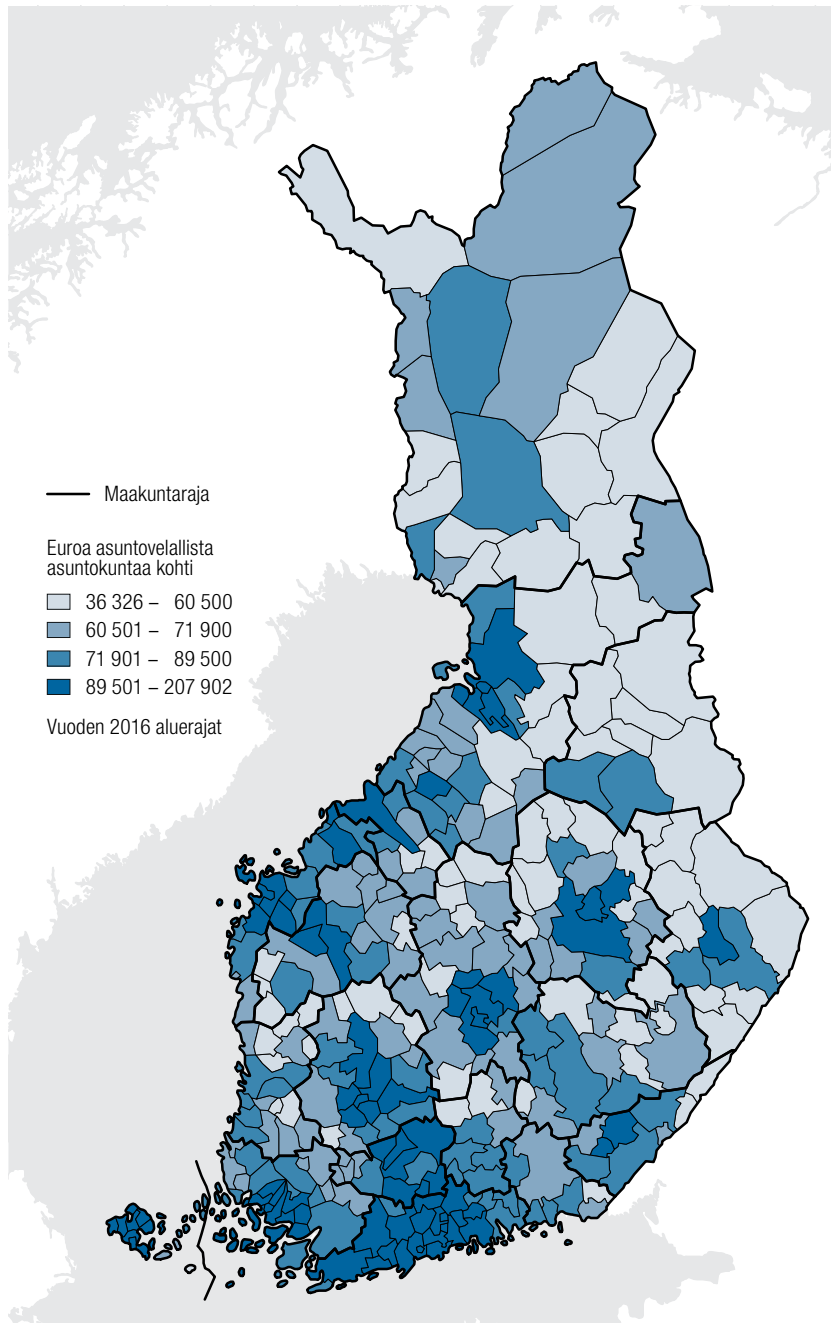 Maakuntaraja
Euroa asuntovelallista
asuntokuntaa kohti
36 326 – 60 500
60 501 – 71 900
71 901 – 89 500
89 501 – 207 902
Vuoden 2016 aluerajat